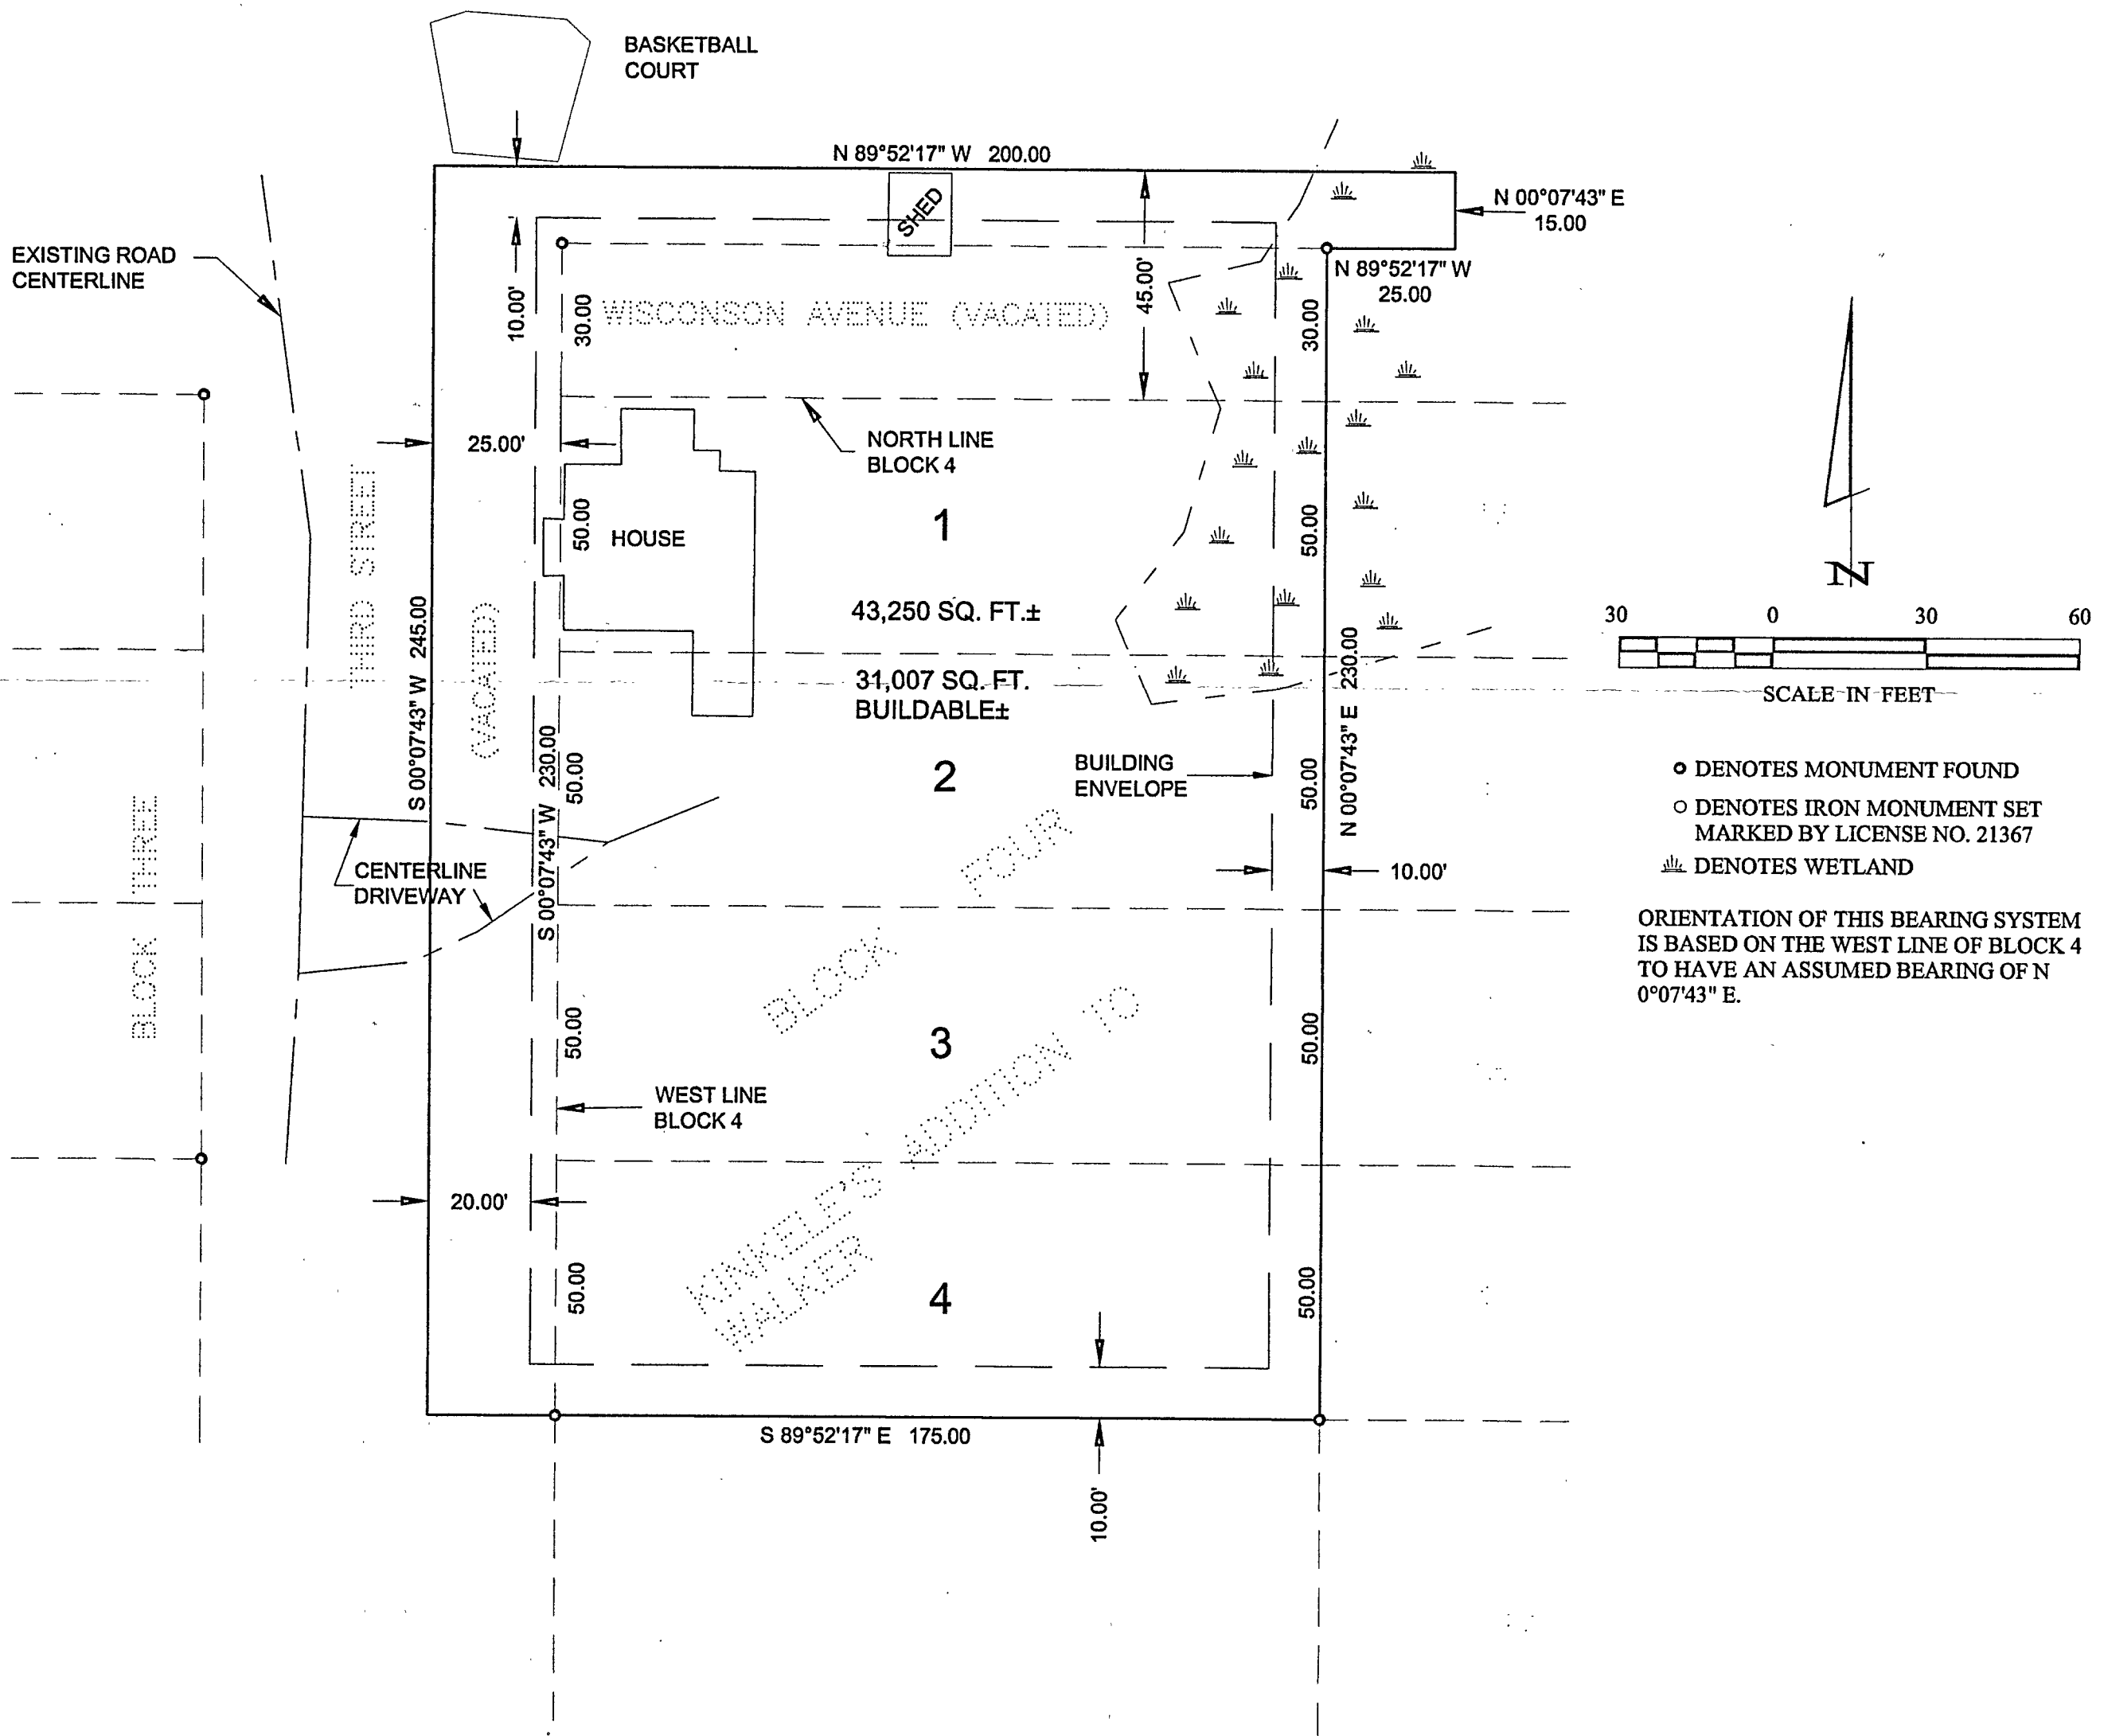 BASKETBALL
COURT
N 89°52'17" W 200.00
N 00°07'43" E
15.00
SHED
EXISTING ROAD
CENTERLINE
10.00'
30.00
WISCONSON AVENUE (VACATED)
45.00'
N 89°52'17" W
25.00
30.00
25.00'
NORTH LINE
BLOCK 4
THIRD STREET
(VACATED)
50.00
HOUSE
1
50.00
43,250 SQ. FT.±
31,007 SQ. FT.
BUILDABLE±
S 00°07'43" W 245.00
N 00°07'43" E 230.00
N
30 0 30 60
SCALE IN FEET
S 00°07'43" W 230.00
50.00
2
BUILDING
ENVELOPE
50.00
DENOTES MONUMENT FOUND
DENOTES IRON MONUMENT SET
MARKED BY LICENSE NO. 21367
DENOTES WETLAND
CENTERLINE
DRIVEWAY
10.00'
BLOCK THREE
BLOCK FOUR
ORIENTATION OF THIS BEARING SYSTEM
IS BASED ON THE WEST LINE OF BLOCK 4
TO HAVE AN ASSUMED BEARING OF N
0°07'43" E.
50.00
3
50.00
WEST LINE
BLOCK 4
KINKELE'S ADDITION TO
WALKER
20.00'
50.00
4
50.00
S 89°52'17" E 175.00
10.00'